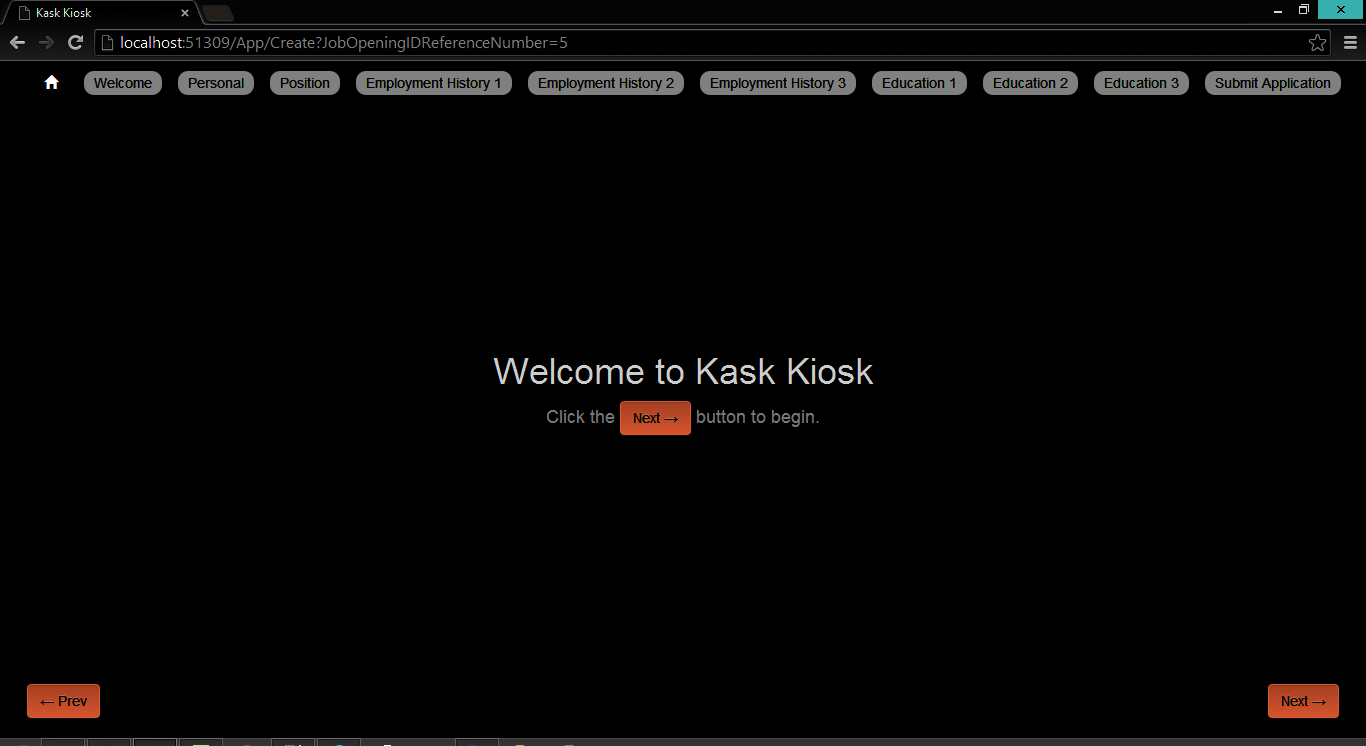 Kask Kiosk
localhost:51309/App/Create?JobOpeningIDReferenceNumber=5
Welcome Personal Position Employment History 1 Employment History 2 Employment History 3 Education 1 Education 2 Education 3 Submit Application
Welcome to Kask Kiosk
Click the Next → button to begin.
← Prev Next →